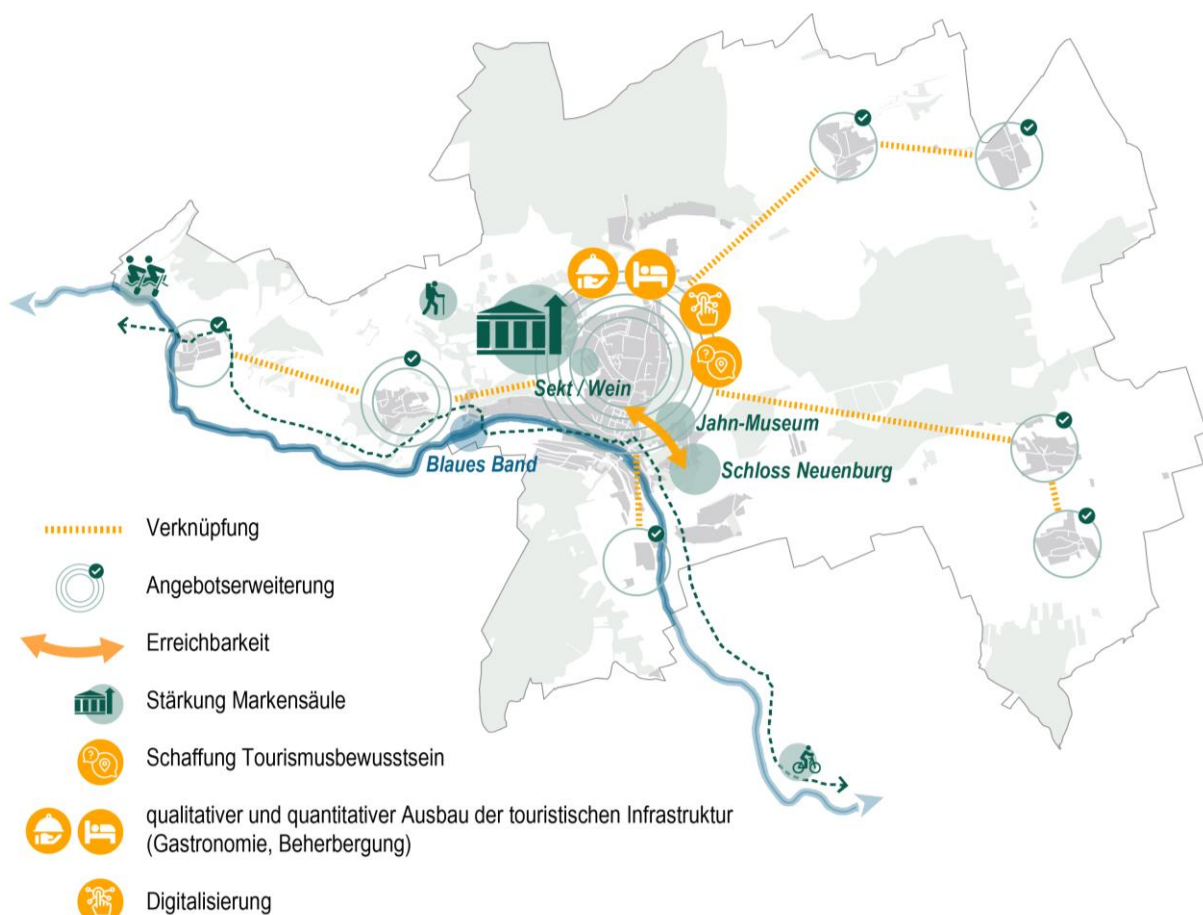 Sekt / Wein
Jahn-Museum
Blaues Band
Schloss Neuenburg
Verknüpfung
Angebotserweiterung
Erreichbarkeit
Stärkung Markensäule
Schaffung Tourismusbewusstsein
qualitativer und quantitativer Ausbau der touristischen Infrastruktur
(Gastronomie, Beherbergung)
Digitalisierung